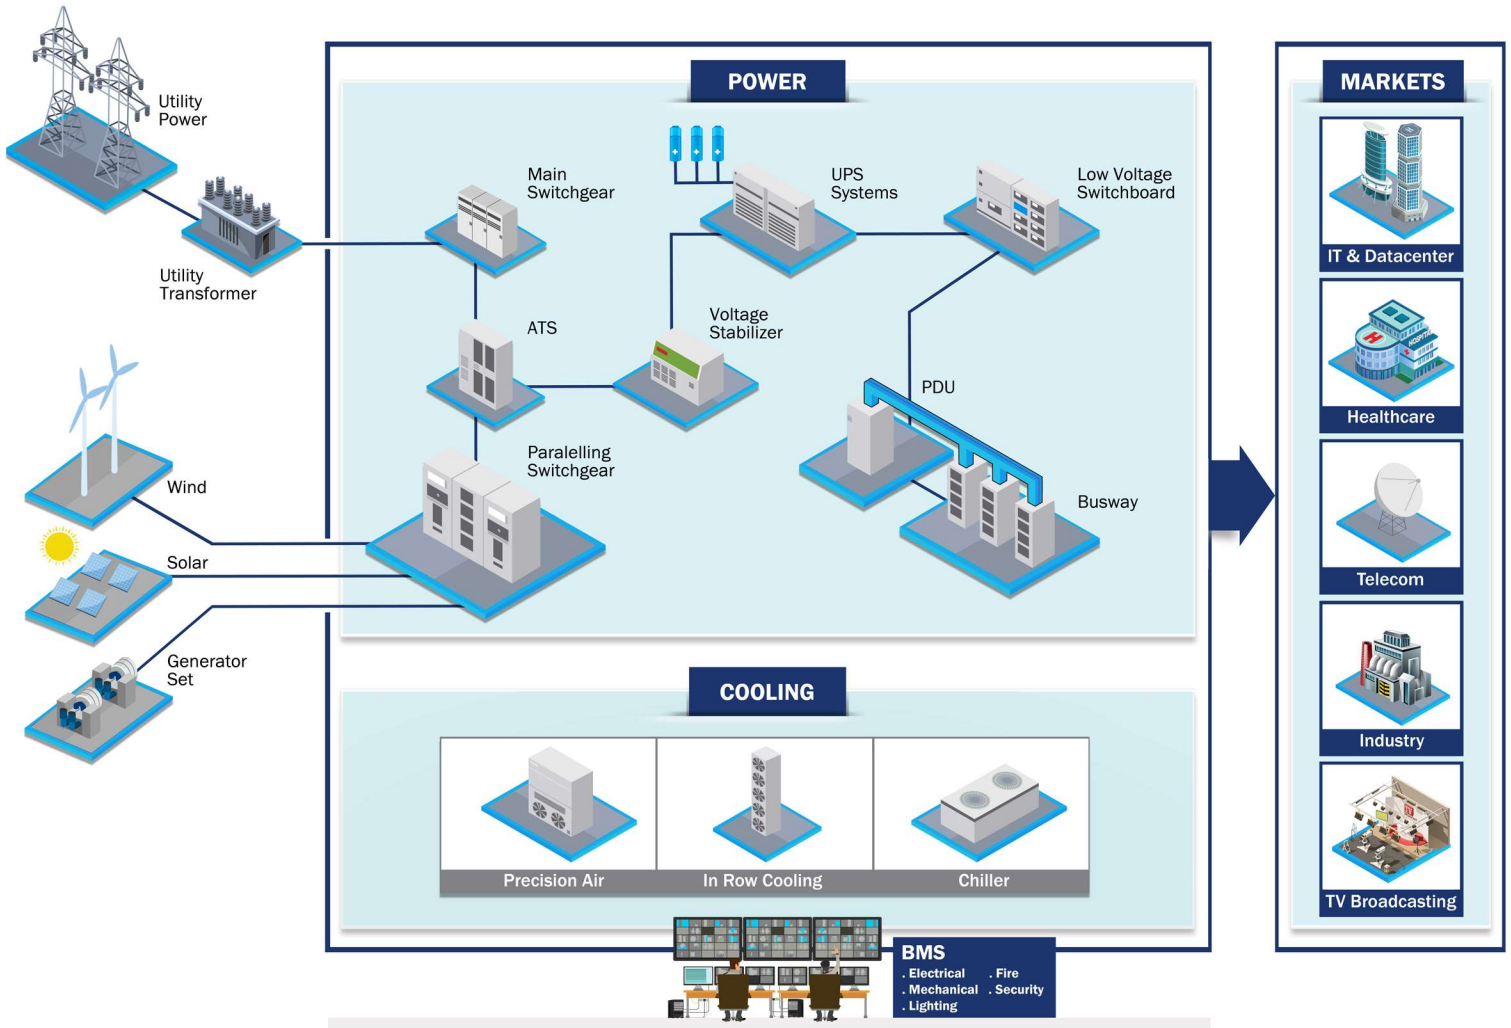 POWER
MARKETS
Utility
Power
Main
Switchgear
UPS
Systems
Low Voltage
Switchboard
Utility
Transformer
ATS
Voltage
Stabilizer
PDU
Paralelling
Switchgear
Busway
Wind
Solar
Generator
Set
IT & Datacenter
HOSPITAL
H
H
Healthcare
Telecom
Industry
TV
TV Broadcasting
COOLING
Precision Air
In Row Cooling
Chiller
BMS
. Electrical
. Fire
. Mechanical
. Security
. Lighting